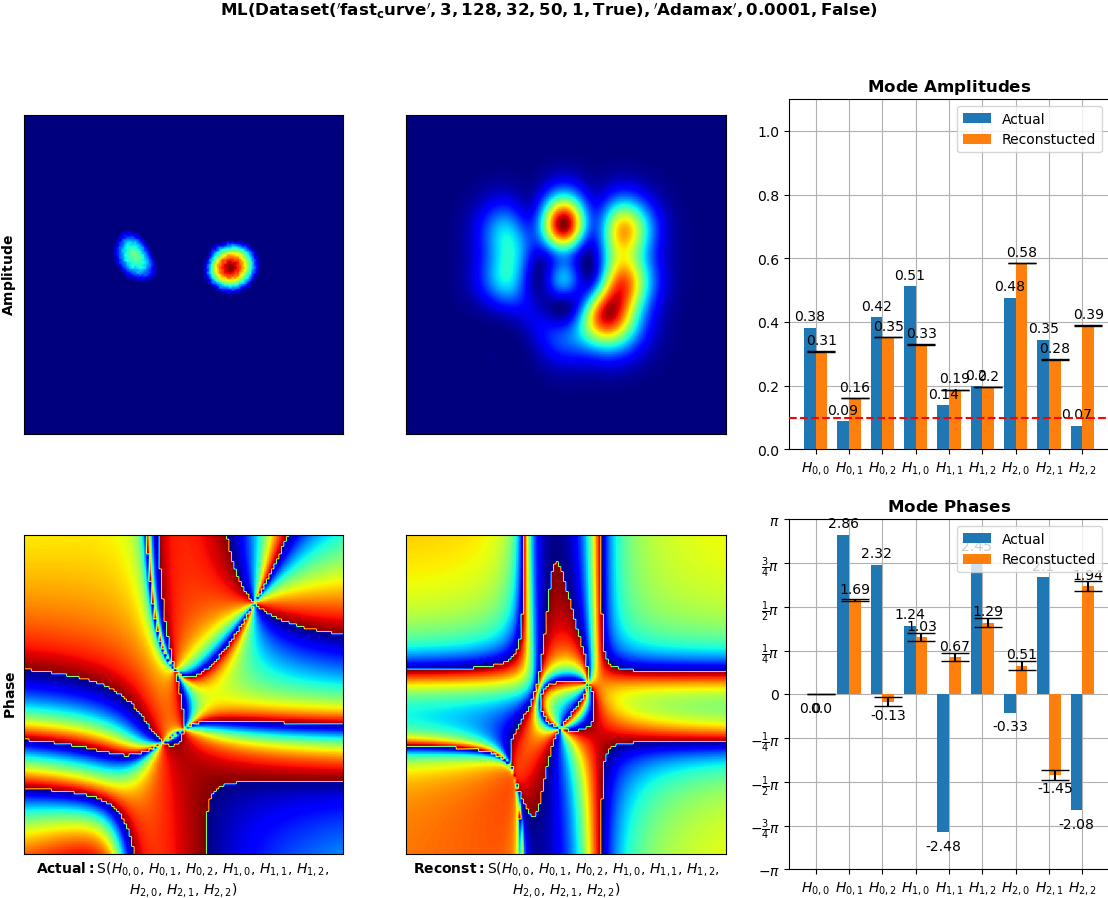 ML(Dataset('fast_curve', 3, 128, 32, 50, 1, True), 'Adamax', 0.0001, False)
Amplitude
Mode Amplitudes
Actual
Reconstucted
1.0
0.8
0.6
0.4
0.2
0.0
0.38
0.31
0.09
0.16
0.42
0.35
0.51
0.33
0.14
0.19
0.2
0.2
0.48
0.58
0.35
0.28
0.07
0.39
H0,0 H0,1 H0,2 H1,0 H1,1 H1,2 H2,0 H2,1 H2,2
Phase
Mode Phases
Actual
Reconstucted
π
3/4π
1/2π
1/4π
0
−1/4π
−1/2π
−3/4π
−π
0.0
0.0
2.86
1.69
2.32
-0.13
1.24
1.03
-2.48
0.67
2.45
1.29
-0.33
0.51
2.1
-1.45
-2.08
1.94
H0,0 H0,1 H0,2 H1,0 H1,1 H1,2 H2,0 H2,1 H2,2
Actual: S(H0,0, H0,1, H0,2, H1,0, H1,1, H1,2,
H2,0, H2,1, H2,2)
Reconst: S(H0,0, H0,1, H0,2, H1,0, H1,1, H1,2,
H2,0, H2,1, H2,2)